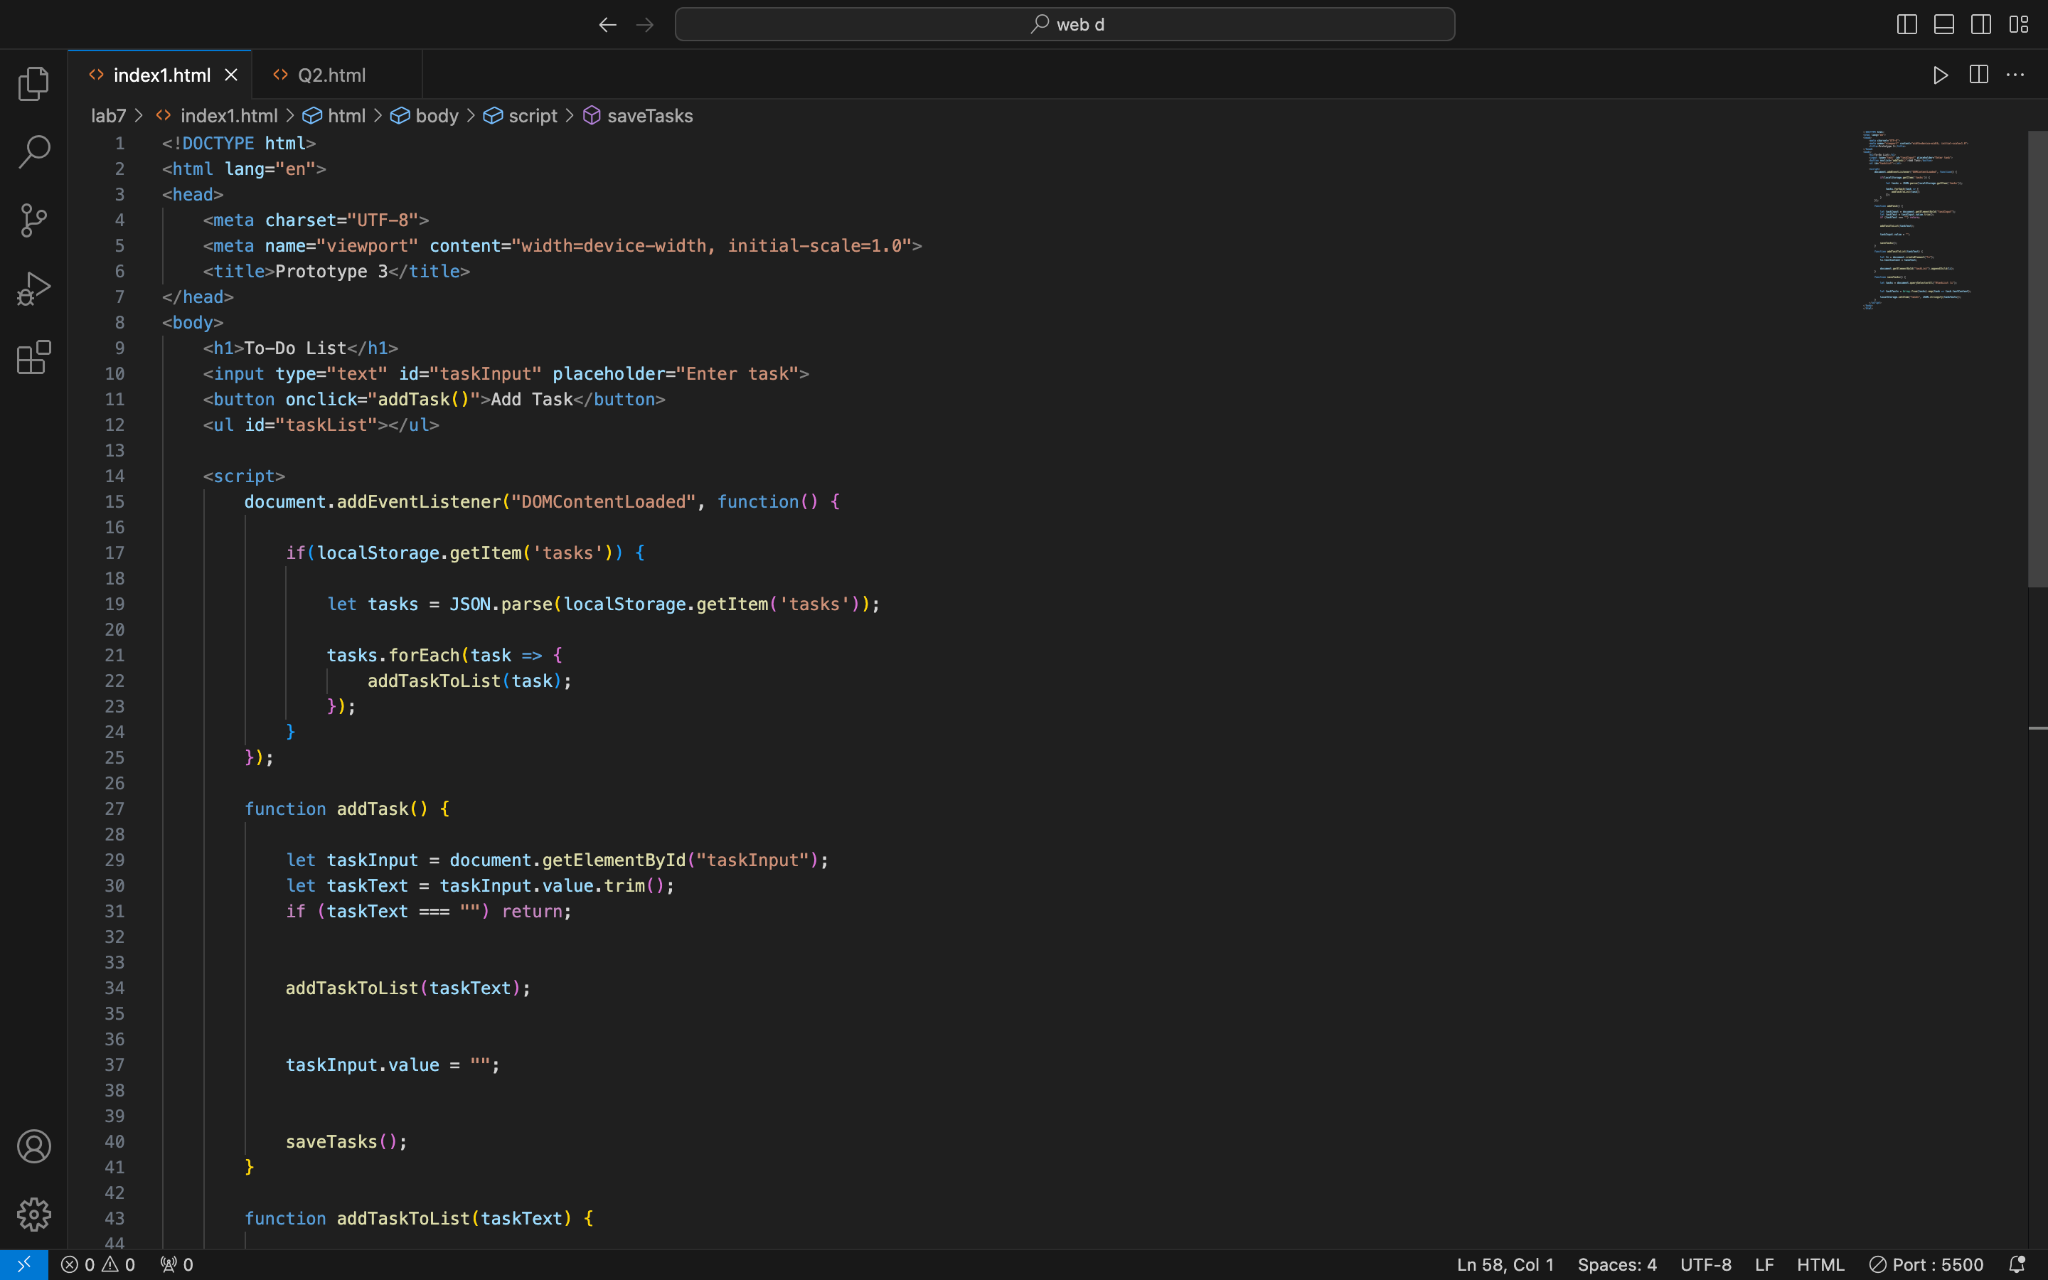 web d
index1.html
Q2.html
lab7 > index1.html > html > body > script > saveTasks
1 <!DOCTYPE html>
2 <html lang="en">
3 <head>
4 <meta charset="UTF-8">
5 <meta name="viewport" content="width=device-width, initial-scale=1.0">
6 <title>Prototype 3</title>
7 </head>
8 <body>
9 <h1>To-Do List</h1>
10 <input type="text" id="taskInput" placeholder="Enter task">
11 <button onclick="addTask()">Add Task</button>
12 <ul id="taskList"></ul>
13
14 <script>
15 document.addEventListener("DOMContentLoaded", function() {
16
17 if(localStorage.getItem('tasks')) {
18
19 let tasks = JSON.parse(localStorage.getItem('tasks'));
20
21 tasks.forEach(task => {
22 addTaskToList(task);
23 });
24 }
25 });
26
27 function addTask() {
28
29 let taskInput = document.getElementById("taskInput");
30 let taskText = taskInput.value.trim();
31 if (taskText === "") return;
32
33
34 addTaskToList(taskText);
35
36
37 taskInput.value = "";
38
39
40 saveTasks();
41 }
42
43 function addTaskToList(taskText) {
44
0 0 0 Ln 58, Col 1 Spaces: 4 UTF-8 LF HTML Port : 5500